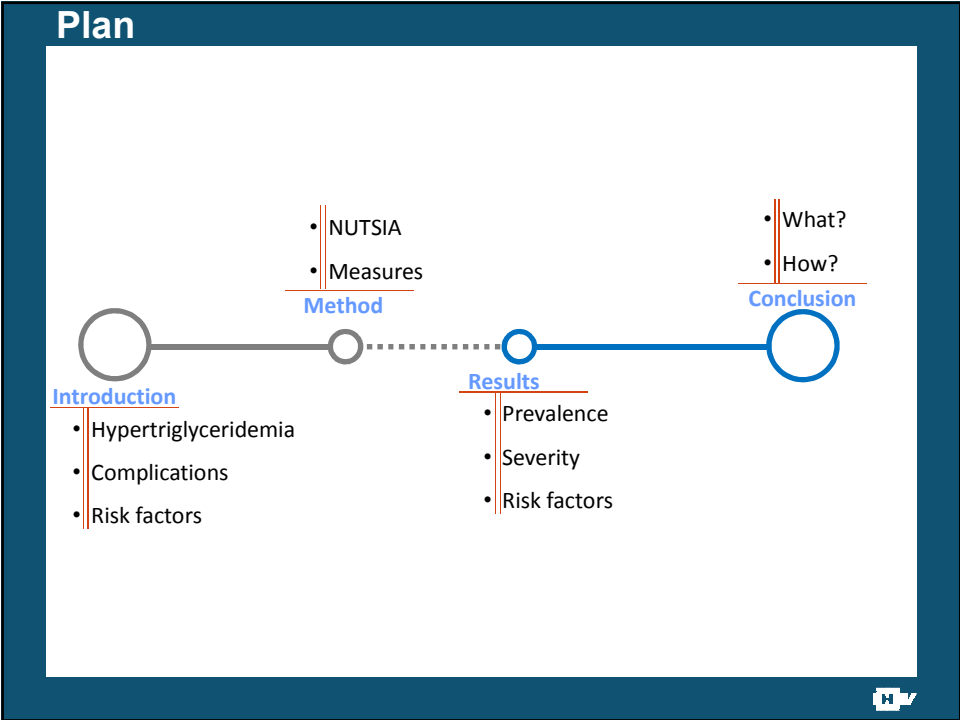 Plan
Introduction
• Hypertriglyceridemia
• Complications
• Risk factors
• NUTSIA
• Measures
Method
Results
• Prevalence
• Severity
• Risk factors
• What?
• How?
Conclusion